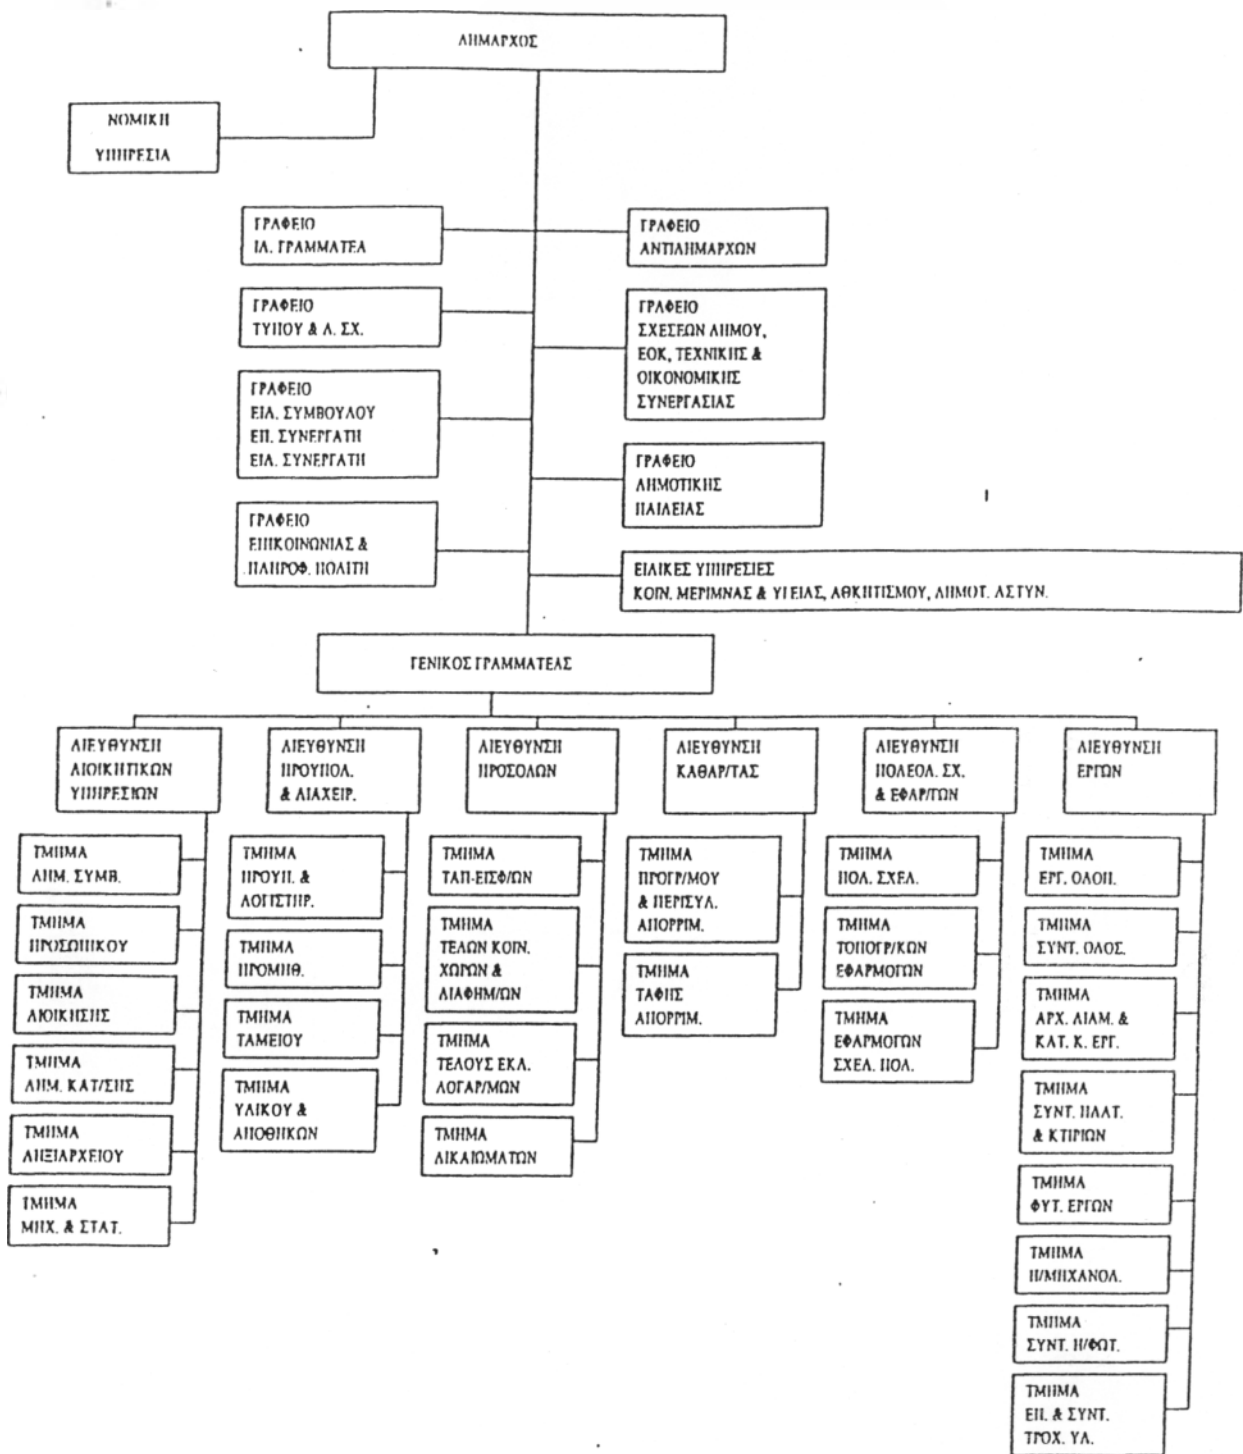 ΔΗΜΑΡΧΟΣ
ΝΟΜΙΚΗ
ΥΠΗΡΕΣΙΑ
ΓΡΑΦΕΙΟ
ΙΔ. ΓΡΑΜΜΑΤΕΑ
ΓΡΑΦΕΙΟ
ΑΝΤΙΔΗΜΑΡΧΩΝ
ΓΡΑΦΕΙΟ
ΤΥΠΟΥ & Δ. ΣΧ.
ΓΡΑΦΕΙΟ
ΣΧΕΣΕΩΝ ΔΗΜΟΥ,
ΕΟΚ, ΤΕΧΝΙΚΗΣ &
ΟΙΚΟΝΟΜΙΚΗΣ
ΣΥΝΕΡΓΑΣΙΑΣ
ΓΡΑΦΕΙΟ
ΕΙΔ. ΣΥΜΒΟΥΛΟΥ
ΕΠ. ΣΥΝΕΡΓΑΤΗ
ΕΙΔ. ΣΥΝΕΡΓΑΤΗ
ΓΡΑΦΕΙΟ
ΔΗΜΟΤΙΚΗΣ
ΠΑΙΔΕΙΑΣ
ΓΡΑΦΕΙΟ
ΕΠΙΚΟΙΝΩΝΙΑΣ &
ΠΛΗΡΟΦ. ΠΟΛΙΤΗ
ΕΙΔΙΚΕΣ ΥΠΗΡΕΣΙΕΣ
ΚΟΙΝ. ΜΕΡΙΜΝΑΣ & ΥΓΕΙΑΣ, ΑΘΚΗΤΙΣΜΟΥ, ΔΗΜΟΤ. ΑΣΤΥΝ.
ΓΕΝΙΚΟΣ ΓΡΑΜΜΑΤΕΑΣ
ΔΙΕΥΘΥΝΣΗ
ΔΙΟΙΚΗΤΙΚΩΝ
ΥΠΗΡΕΣΙΩΝ
ΤΜΗΜΑ
ΔΗΜ. ΣΥΜΒ.
ΤΜΗΜΑ
ΠΡΟΣΩΠΙΚΟΥ
ΤΜΗΜΑ
ΔΙΟΙΚΗΣΗΣ
ΤΜΗΜΑ
ΔΗΜ. ΚΑΤ/ΣΗΣ
ΤΜΗΜΑ
ΛΗΞΙΑΡΧΕΙΟΥ
ΤΜΗΜΑ
ΜΗΧ. & ΣΤΑΤ.
ΔΙΕΥΘΥΝΣΗ
ΠΡΟΥΠΟΛ.
& ΔΙΑΧΕΙΡ.
ΤΜΗΜΑ
ΠΡΟΥΠ. &
ΛΟΓΙΣΤΗΡ.
ΤΜΗΜΑ
ΠΡΟΜΗΘ.
ΤΜΗΜΑ
ΤΑΜΕΙΟΥ
ΤΜΗΜΑ
ΥΛΙΚΟΥ &
ΑΠΟΘΗΚΩΝ
ΔΙΕΥΘΥΝΣΗ
ΠΡΟΣΟΔΩΝ
ΤΜΗΜΑ
ΤΑΠ-ΕΙΣΦ/ΩΝ
ΤΜΗΜΑ
ΤΕΛΩΝ ΚΟΙΝ.
ΧΩΡΩΝ &
ΔΙΑΦΗΜ/ΩΝ
ΤΜΗΜΑ
ΤΕΛΟΥΣ ΕΚΔ.
ΛΟΓΑΡ/ΜΩΝ
ΤΜΗΜΑ
ΔΙΚΑΙΩΜΑΤΩΝ
ΔΙΕΥΘΥΝΣΗ
ΚΑΘΑΡ/ΤΑΣ
ΤΜΗΜΑ
ΠΡΟΓΡ/ΜΟΥ
& ΠΕΡΙΣΥΛ.
ΑΠΟΡΡΙΜ.
ΤΜΗΜΑ
ΤΑΦΗΣ
ΑΠΟΡΡΙΜ.
ΔΙΕΥΘΥΝΣΗ
ΠΟΛΕΟΔ. ΣΧ.
& ΕΦΑΡ/ΓΩΝ
ΤΜΗΜΑ
ΠΟΛ. ΣΧΕΔ.
ΤΜΗΜΑ
ΤΟΠΟΓΡ/ΚΩΝ
ΕΦΑΡΜΟΓΩΝ
ΤΜΗΜΑ
ΕΦΑΡΜΟΓΩΝ
ΣΧΕΔ. ΠΟΛ.
ΔΙΕΥΘΥΝΣΗ
ΕΡΓΩΝ
ΤΜΗΜΑ
ΕΡΓ. ΟΔΟΠ.
ΤΜΗΜΑ
ΣΥΝΤ. ΟΔΟΣ.
ΤΜΗΜΑ
ΑΡΧ. ΔΙΑΜ. &
ΚΑΤ. Κ. ΕΡΓ.
ΤΜΗΜΑ
ΣΥΝΤ. ΠΛΑΤ.
& ΚΤΙΡΙΩΝ
ΤΜΗΜΑ
ΦΥΤ. ΕΡΓΩΝ
ΤΜΗΜΑ
Η/ΜΗΧΑΝΟΛ.
ΤΜΗΜΑ
ΣΥΝΤ. Η/ΦΩΤ.
ΤΜΗΜΑ
ΕΠ. & ΣΥΝΤ.
ΤΡΟΧ. ΥΛ.